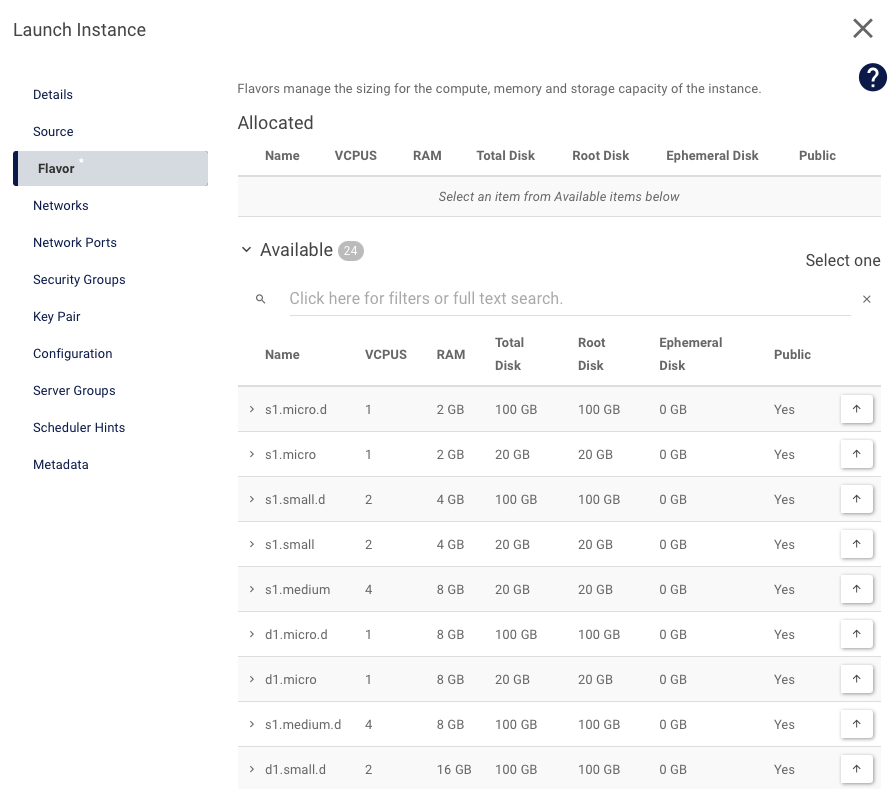 Launch Instance
Details
Source
Flavor *
Networks
Network Ports
Security Groups
Key Pair
Configuration
Server Groups
Scheduler Hints
Metadata
Flavors manage the sizing for the compute, memory and storage capacity of the instance.
Allocated
Name VCPUS RAM Total Disk Root Disk Ephemeral Disk Public
Select an item from Available items below
Available 24
Select one
Click here for filters or full text search.
Name VCPUS RAM Total Disk Root Disk Ephemeral Disk Public
s1.micro.d 1 2 GB 100 GB 100 GB 0 GB Yes
s1.micro 1 2 GB 20 GB 20 GB 0 GB Yes
s1.small.d 2 4 GB 100 GB 100 GB 0 GB Yes
s1.small 2 4 GB 20 GB 20 GB 0 GB Yes
s1.medium 4 8 GB 20 GB 20 GB 0 GB Yes
d1.micro.d 1 8 GB 100 GB 100 GB 0 GB Yes
d1.micro 1 8 GB 20 GB 20 GB 0 GB Yes
s1.medium.d 4 8 GB 100 GB 100 GB 0 GB Yes
d1.small.d 2 16 GB 100 GB 100 GB 0 GB Yes